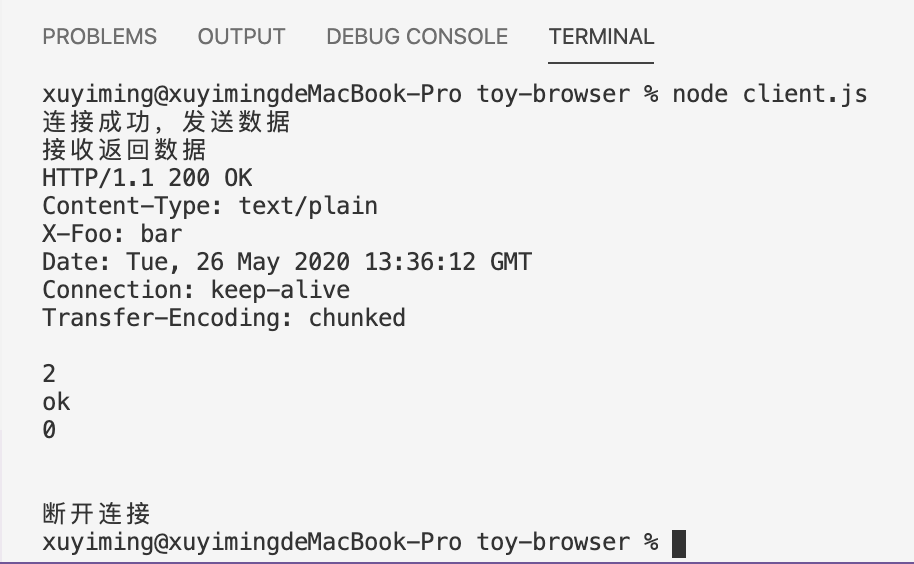 PROBLEMS OUTPUT DEBUG CONSOLE TERMINAL
xuyiming@xuyimingdeMacBook-Pro toy-browser % node client.js
连接成功，发送数据
接收返回数据
HTTP/1.1 200 OK
Content-Type: text/plain
X-Foo: bar
Date: Tue, 26 May 2020 13:36:12 GMT
Connection: keep-alive
Transfer-Encoding: chunked
2
ok
0
断开连接
xuyiming@xuyimingdeMacBook-Pro toy-browser %